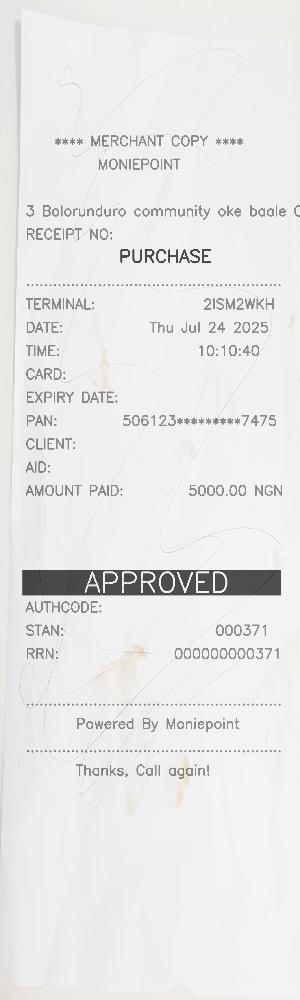 **** MERCHANT COPY ****
MONIEPOINT
3 Bolorunduro community oke baale
RECEIPT NO:
PURCHASE
TERMINAL: 2ISM2WKH
DATE: Thu Jul 24 2025
TIME: 10:10:40
CARD:
EXPIRY DATE:
PAN: 506123*********7475
CLIENT:
AID:
AMOUNT PAID: 5000.00 NGN
APPROVED
AUTHCODE:
STAN: 000371
RRN: 000000000371
Powered By Moniepoint
Thanks, Call again!